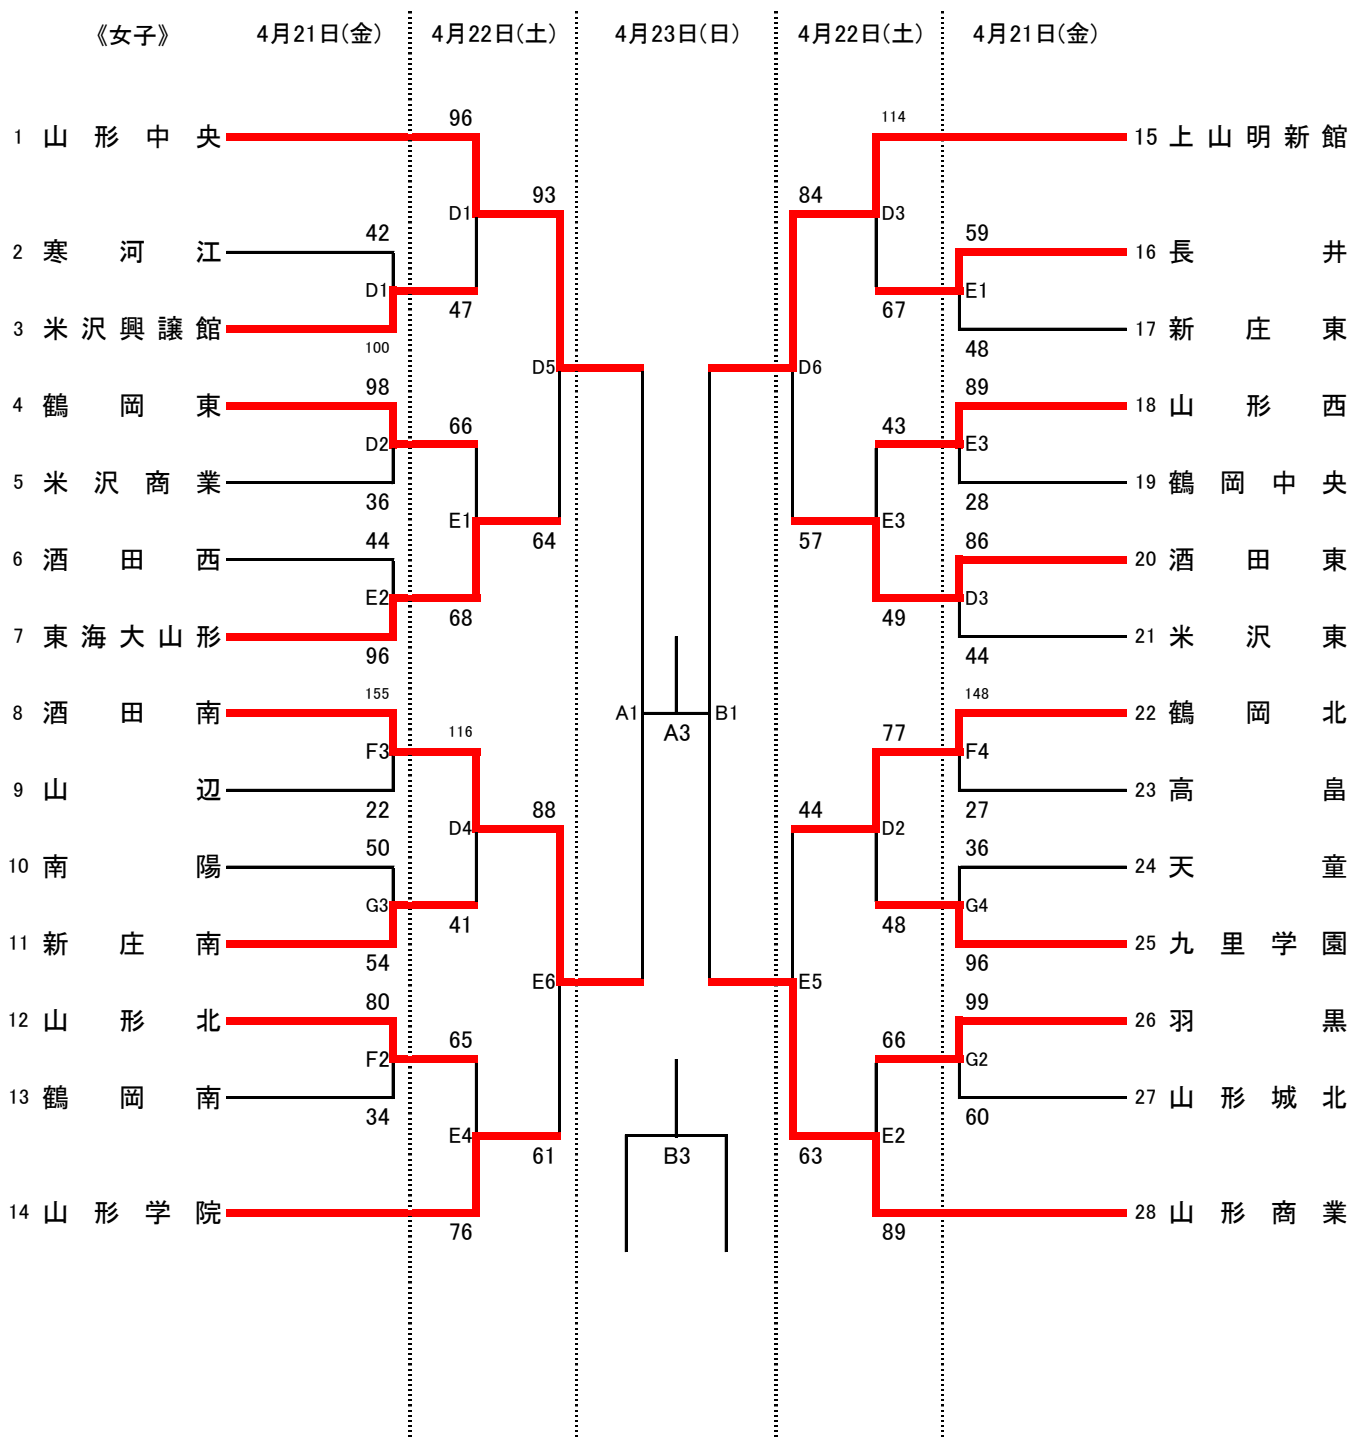 《女子》 4月21日(金) 4月22日(土) 4月23日(日) 4月22日(土) 4月21日(金)
96 114
1 山形中央 15 上山明新館
93 84
D1 D3
42 59
2 寒河江 16 長井
D1 E1
47 67
3 米沢興譲館 17 新庄東
100 48
D5 D6
98 89
4 鶴岡東 18 山形西
66 43
D2 E3
5 米沢商業 19 鶴岡中央
36 28
E1 E3
44 64 57 86
6 酒田西 20 酒田東
E2 D3
68 49
7 東海大山形 21 米沢東
96 44
155 148
8 酒田南 A1 B1 22 鶴岡北
116 A3 77
F3 F4
9 山辺 23 高畠
22 88 44 27
D4 D2
50 36
10 南陽 24 天童
G3 G4
41 48
11 新庄南 25 九里学園
54 96
E6 E5
80 99
12 山形北 26 羽黒
65 66
F2 G2
13 鶴岡南 27 山形城北
34 60
E4 E2
61 B3 63
14 山形学院 28 山形商業
76 89